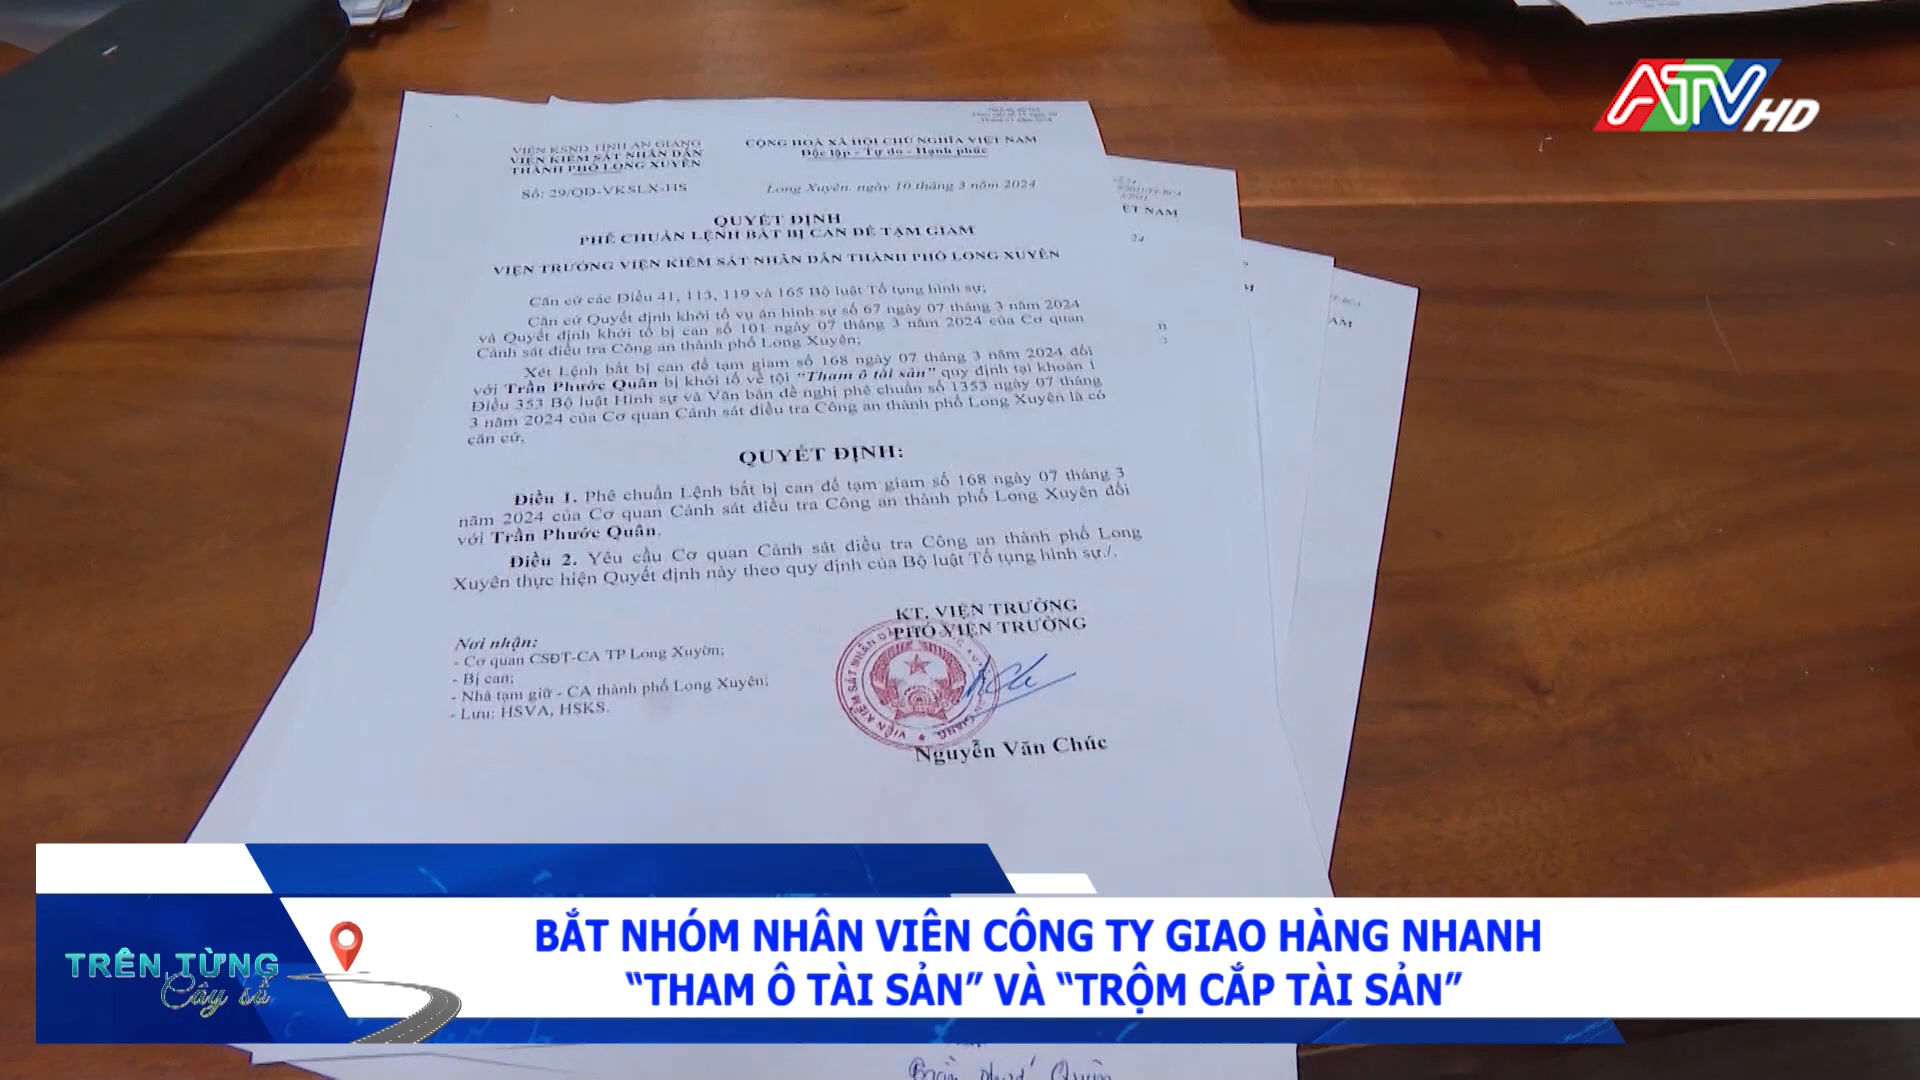 ATV HD
VIỆN KSND TỈNH AN GIANG
VIỆN KIỂM SÁT NHÂN DÂN
THÀNH PHỐ LONG XUYÊN
Số: 29/QĐ-VKSLX-HS
CỘNG HOÀ XÃ HỘI CHỦ NGHĨA VIỆT NAM
Độc lập - Tự do - Hạnh phúc
Long Xuyên, ngày 10 tháng 3 năm 2024
QUYẾT ĐỊNH
PHÊ CHUẨN LỆNH BẮT BỊ CAN ĐỂ TẠM GIAM
VIỆN TRƯỞNG VIỆN KIỂM SÁT NHÂN DÂN THÀNH PHỐ LONG XUYÊN
Căn cứ các Điều 41, 113, 119 và 165 Bộ luật Tố tụng hình sự;
Căn cứ Quyết định khởi tố vụ án hình sự số 67 ngày 07 tháng 3 năm 2024
và Quyết định khởi tố bị can số 101 ngày 07 tháng 3 năm 2024 của Cơ quan
Cảnh sát điều tra Công an thành phố Long Xuyên;
Xét Lệnh bắt bị can để tạm giam số 168 ngày 07 tháng 3 năm 2024 đối
với Trần Phước Quân bị khởi tố về tội “Tham ô tài sản” quy định tại khoản 1
Điều 353 Bộ luật Hình sự và Văn bản đề nghị phê chuẩn số 1353 ngày 07 tháng
3 năm 2024 của Cơ quan Cảnh sát điều tra Công an thành phố Long Xuyên là có
căn cứ,
QUYẾT ĐỊNH:
Điều 1. Phê chuẩn Lệnh bắt bị can để tạm giam số 168 ngày 07 tháng 3
năm 2024 của Cơ quan Cảnh sát điều tra Công an thành phố Long Xuyên đối
với Trần Phước Quân.
Điều 2. Yêu cầu Cơ quan Cảnh sát điều tra Công an thành phố Long
Xuyên thực hiện Quyết định này theo quy định của Bộ luật Tố tụng hình sự./.
KT. VIỆN TRƯỞNG
PHÓ VIỆN TRƯỞNG
Nơi nhận:
- Cơ quan CSĐT-CA TP Long Xuyên;
- Bị can;
- Nhà tạm giữ - CA thành phố Long Xuyên;
- Lưu: HSVA, HSKS.
Nguyễn Văn Chúc
BẮT NHÓM NHÂN VIÊN CÔNG TY GIAO HÀNG NHANH
“THAM Ô TÀI SẢN” VÀ “TRỘM CẮP TÀI SẢN”
TRÊN TỪNG
Cây số